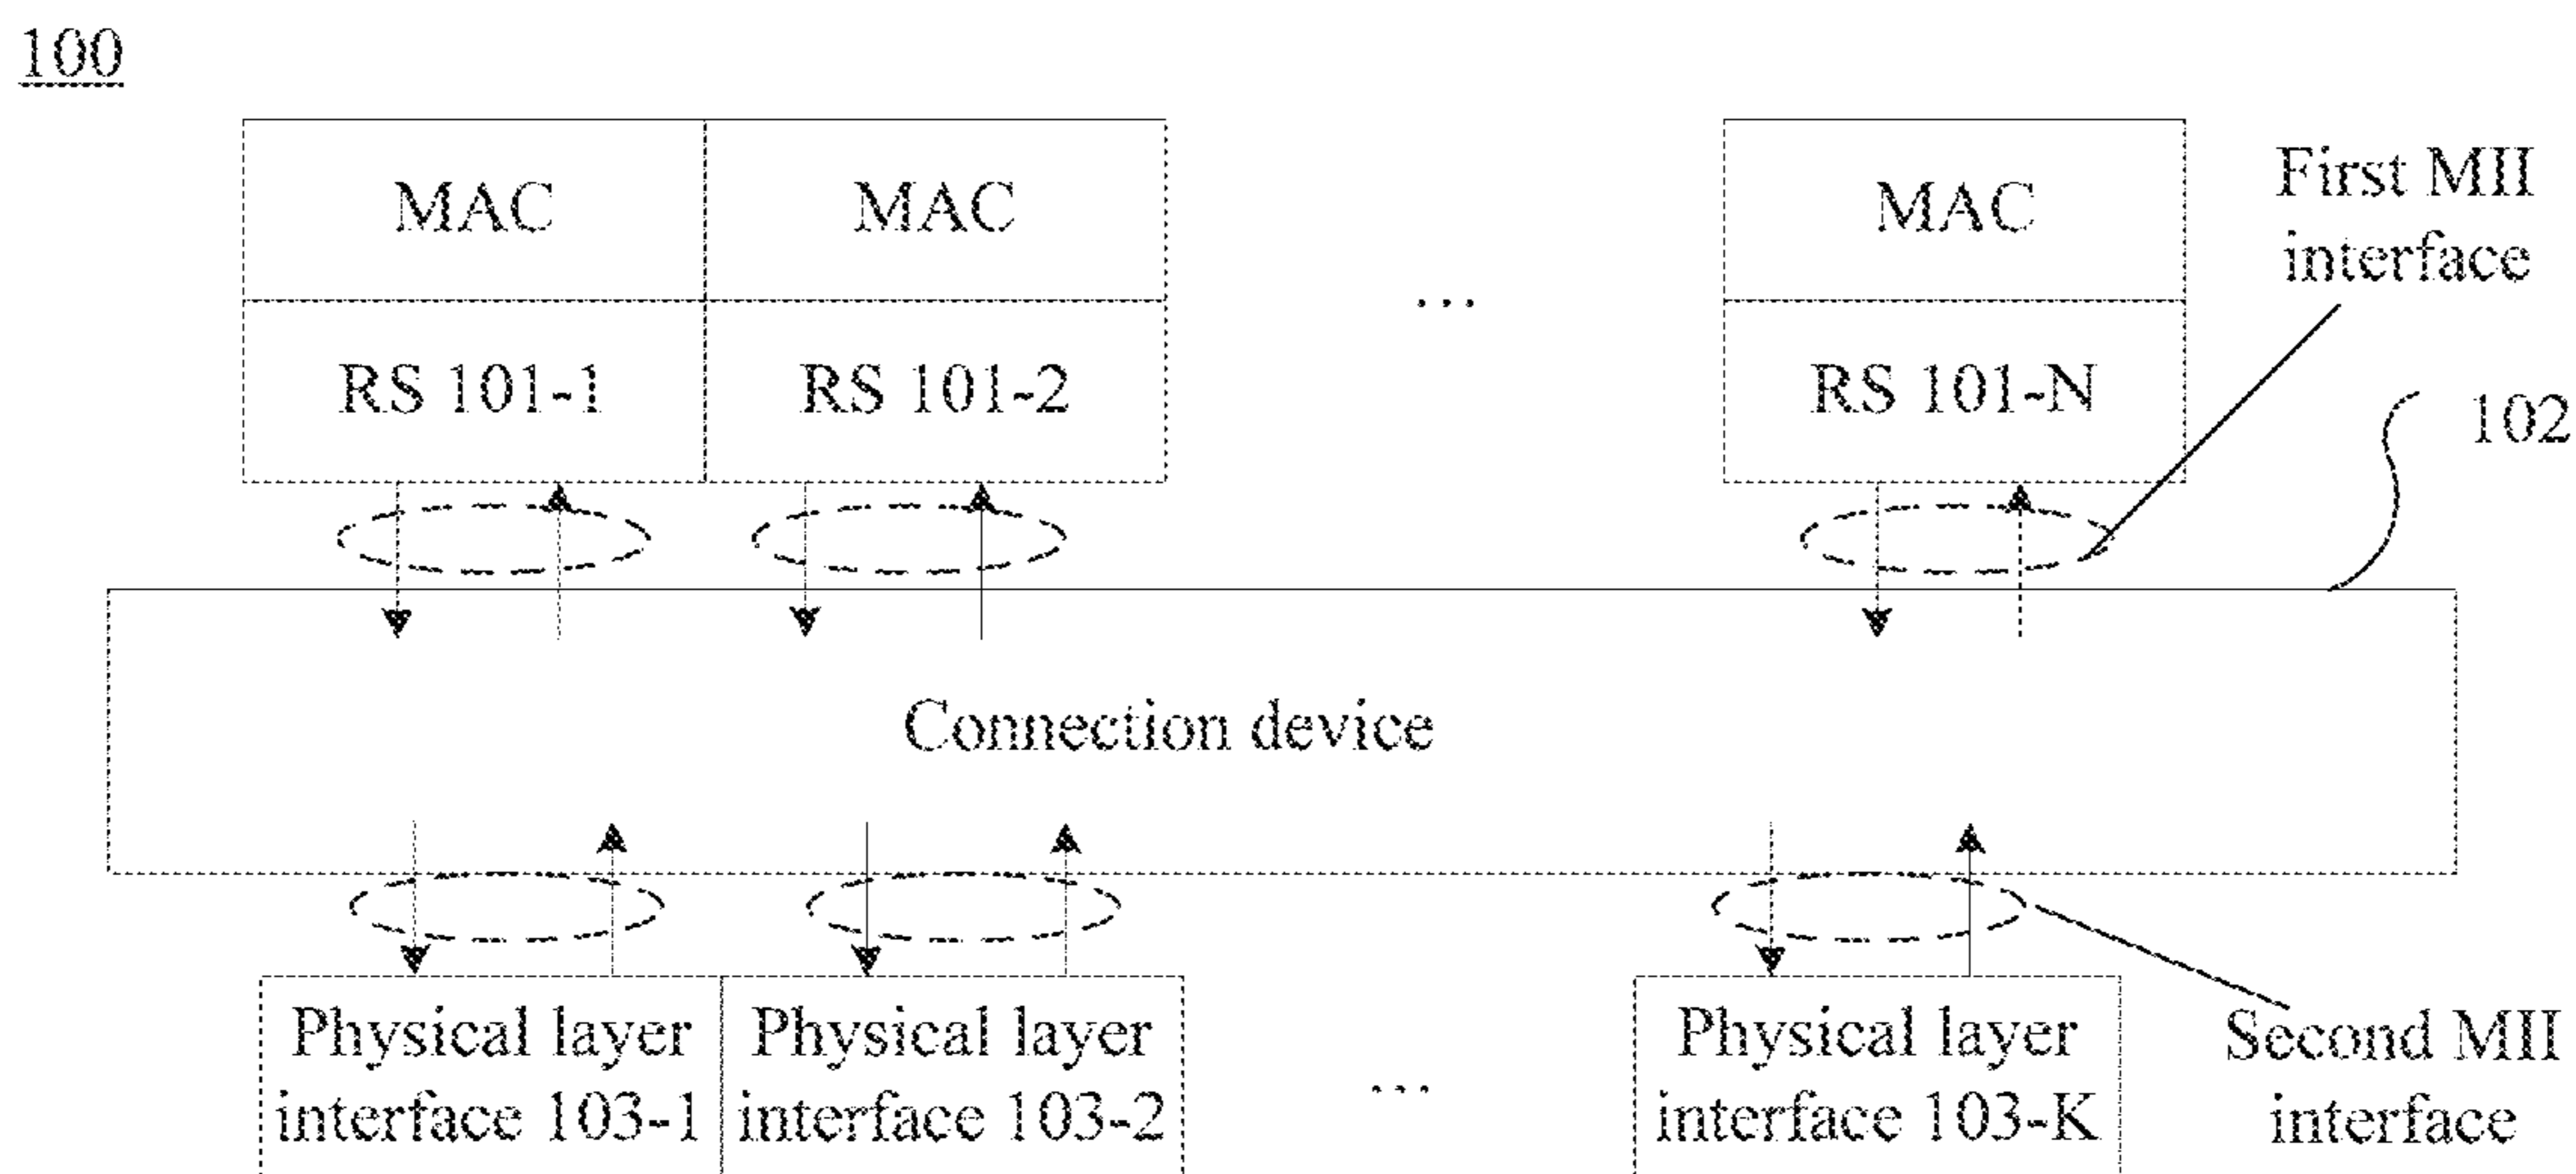 100
MAC
MAC
MAC
First MII
interface
RS 101-1
RS 101-2
...
RS 101-N
102
Connection device
Physical layer
interface 103-1
Physical layer
interface 103-2
...
Physical layer
interface 103-K
Second MII
interface